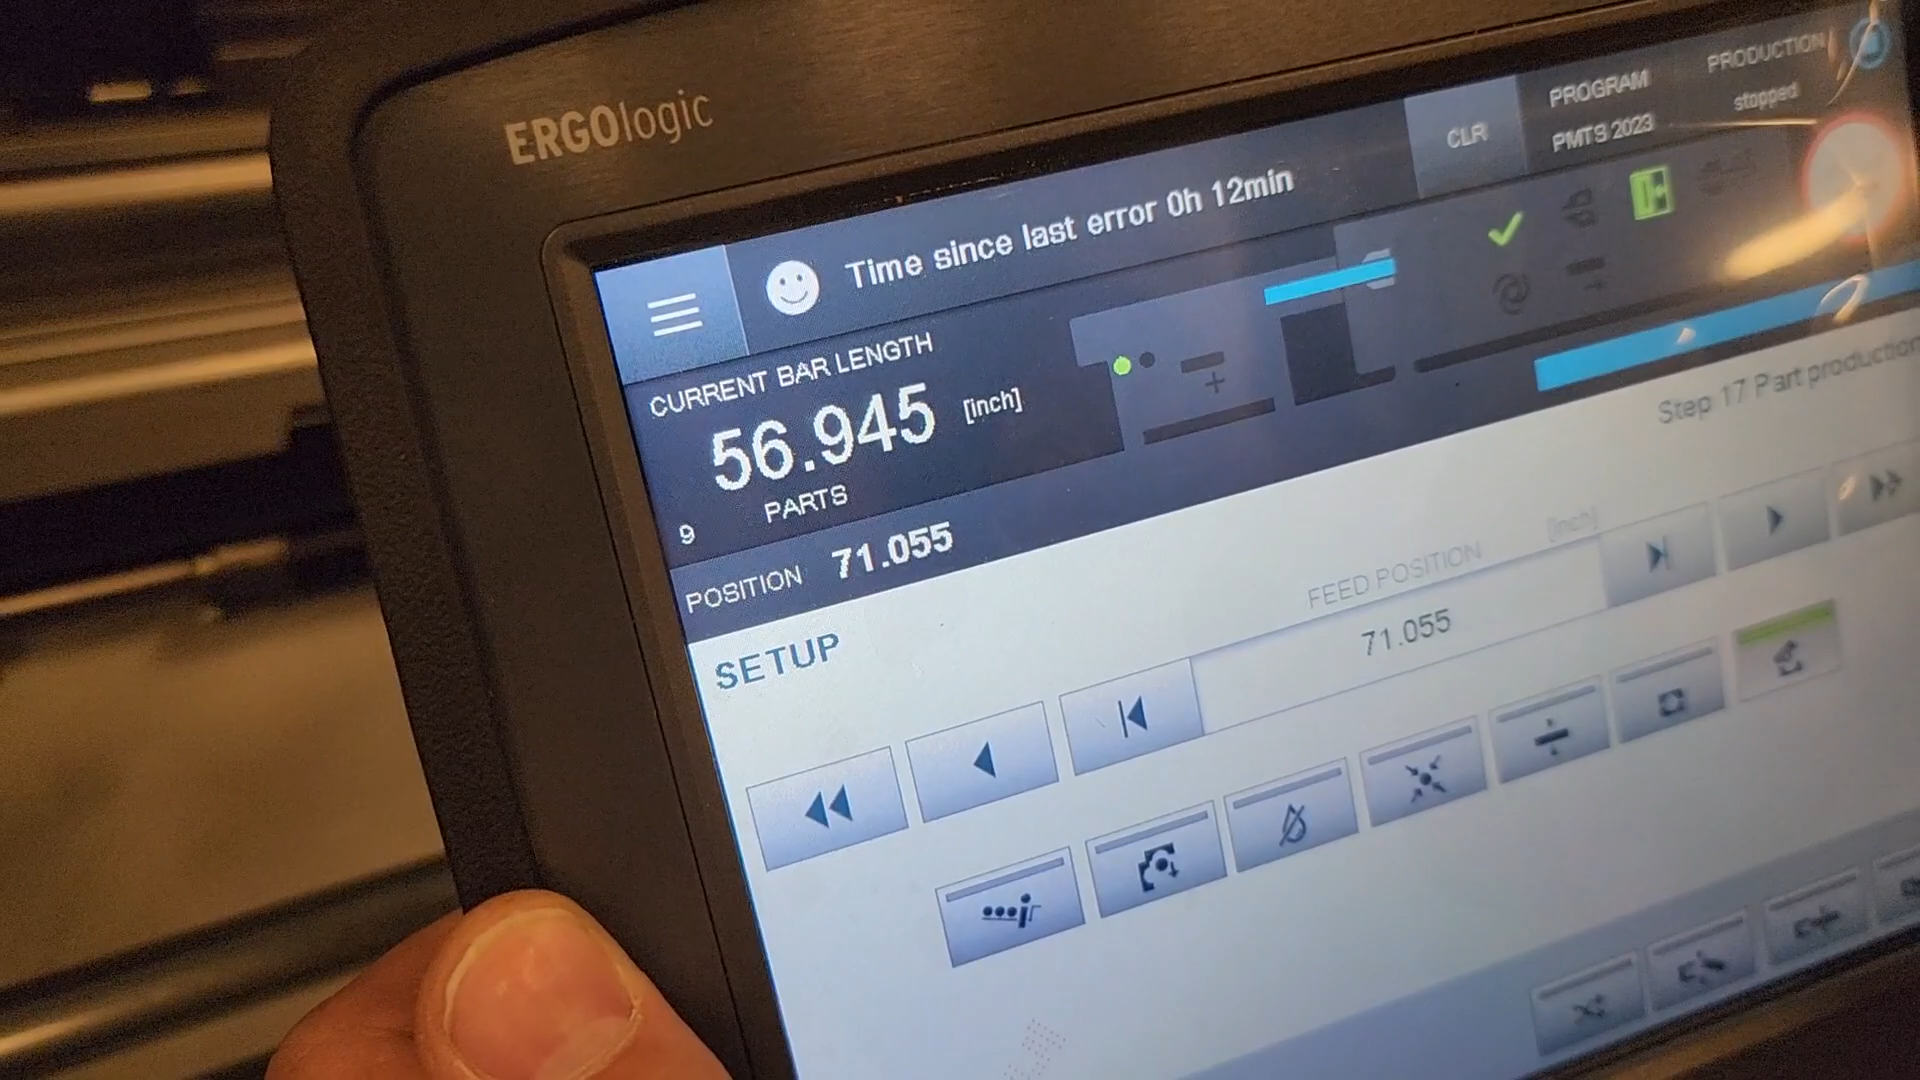 ERGOlogic
Time since last error 0h 12min
CLR
PROGRAM
PMTS 2023
PRODUCTION
stopped
CURRENT BAR LENGTH
56.945 [inch]
9 PARTS
POSITION 71.055
Step 17 Part production
SETUP
FEED POSITION [inch]
71.055